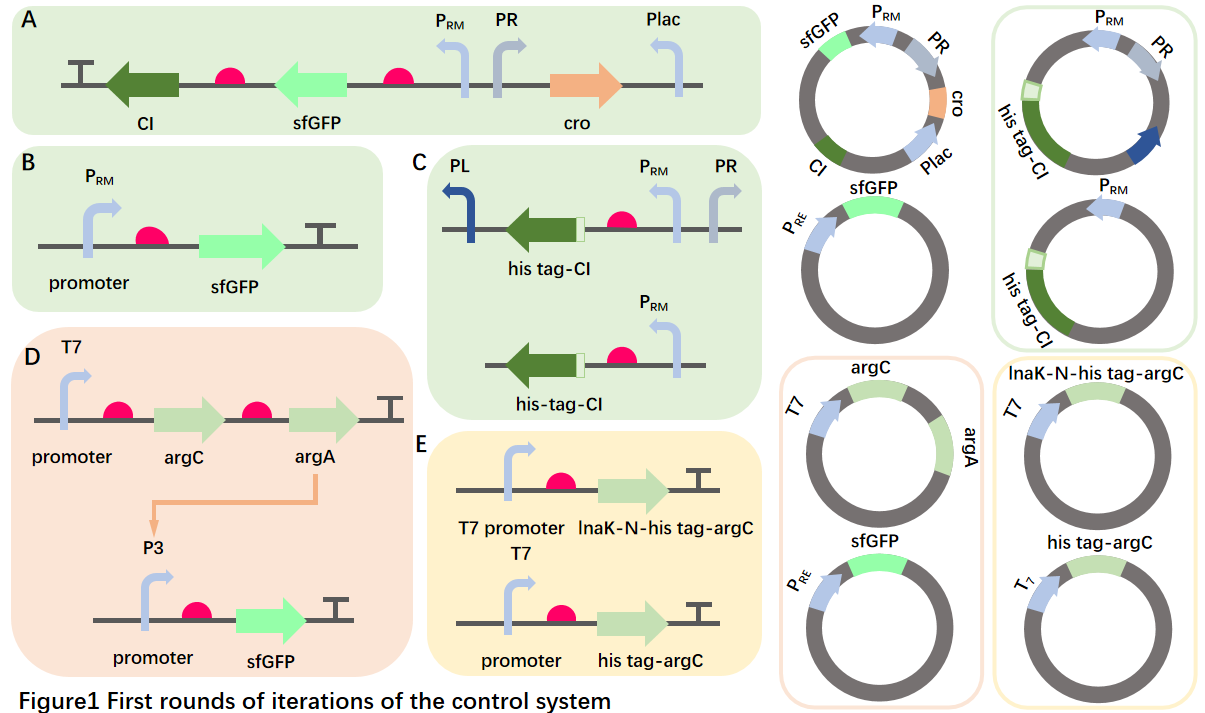 A
PRM
PR
Plac
CI
sfGFP
cro
B
PRM
promoter
sfGFP
C
PL
PRM
PR
his tag-CI
PRM
his-tag-CI
D
T7
promoter
argC
argA
P3
promoter
sfGFP
E
T7 promoter
lnaK-N-his tag-argC
T7
promoter
his tag-argC
sfGFP
PRM
PR
cro
Plac
CI
PRM
PR
his tag-CI
sfGFP
PRE
PRM
his tag-CI
argC
T7
argA
lnaK-N-his tag-argC
T7
sfGFP
PRE
his tag-argC
T7
Figure1 First rounds of iterations of the control system